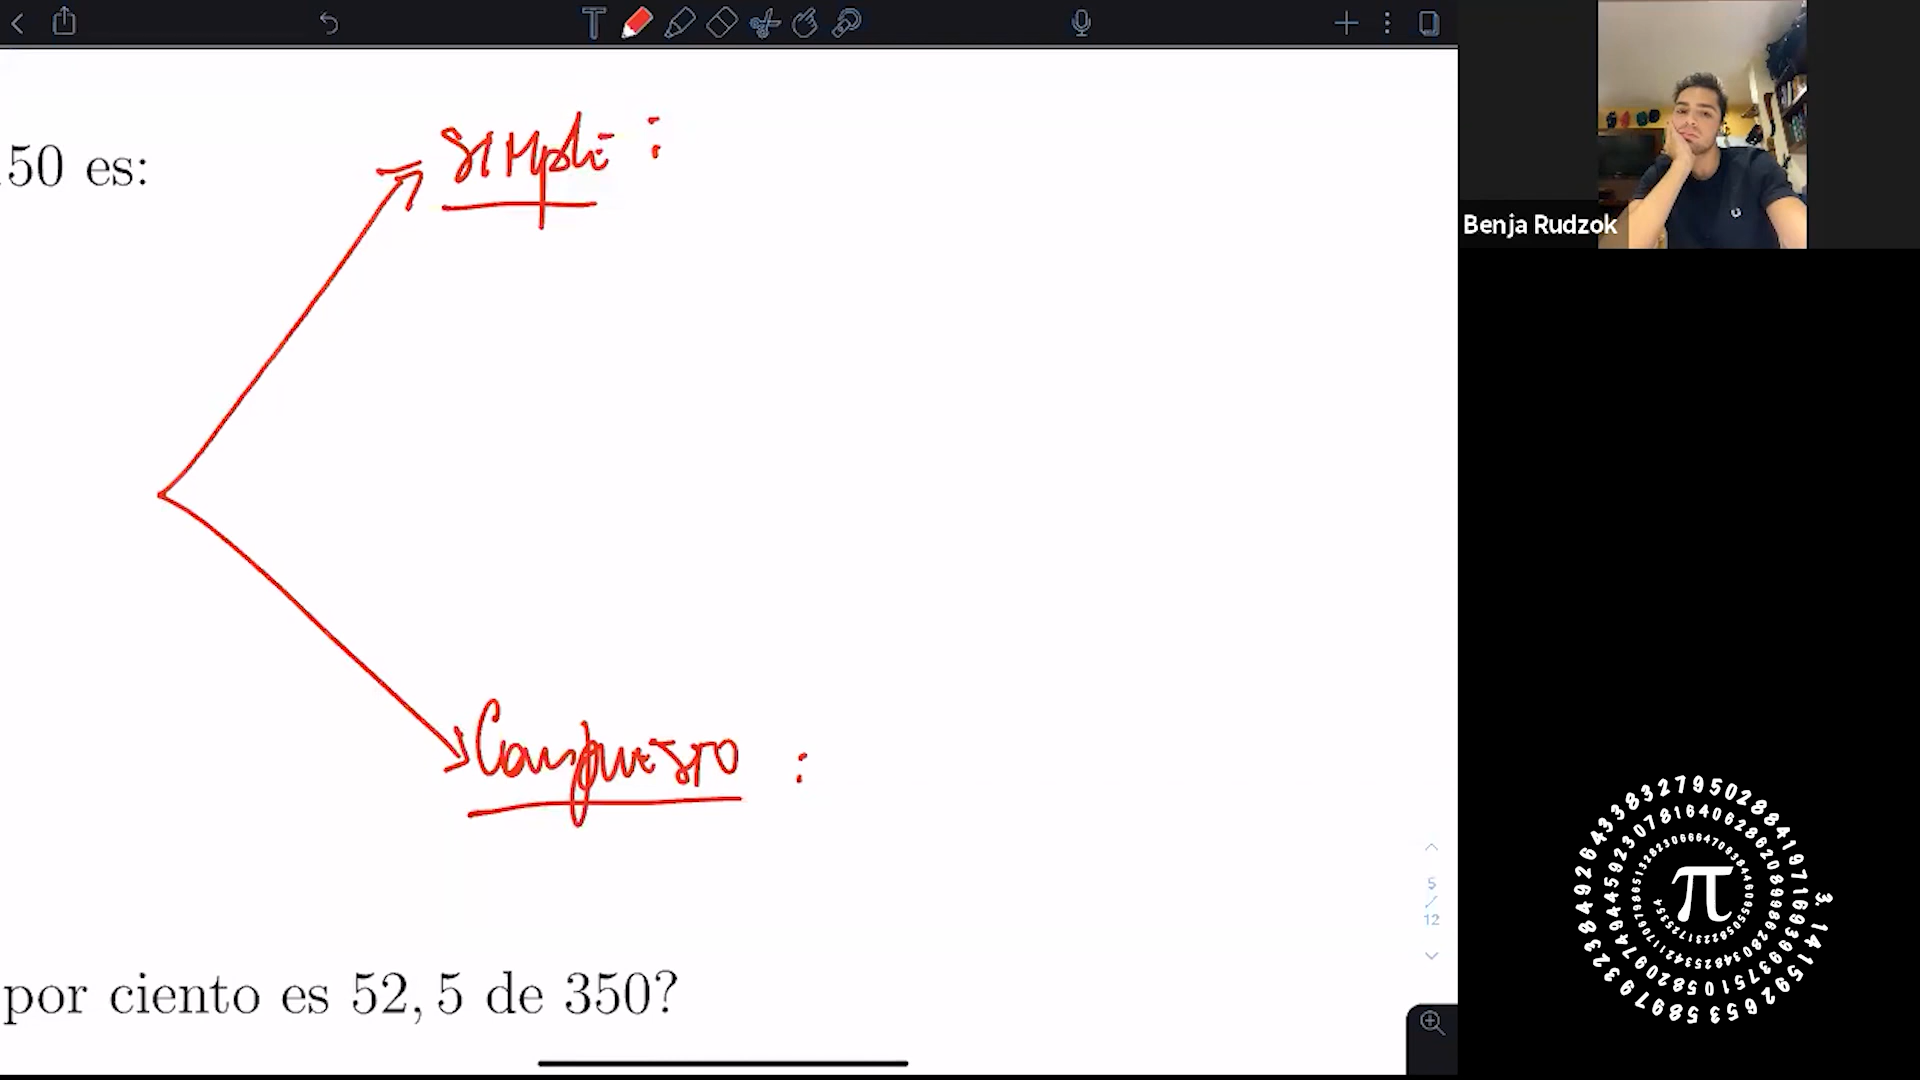 50 es:
simple :
Compuesto :
por ciento es 52, 5 de 350?
5
/
12
Benja Rudzok
π